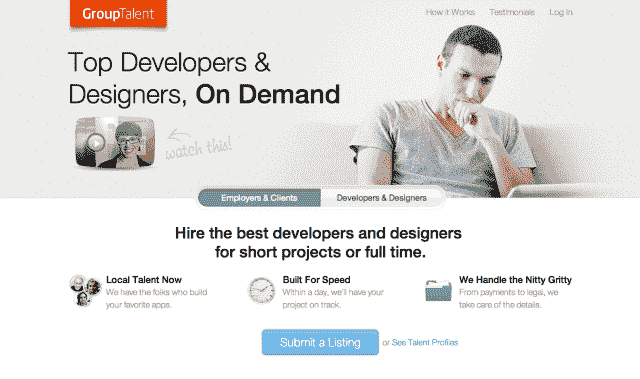 GroupTalent
How it Works Testimonials Log In
Top Developers &
Designers, On Demand
watch this!
Employers & Clients Developers & Designers
Hire the best developers and designers
for short projects or full time.
Local Talent Now
We have the folks who build
your favorite apps.
Built For Speed
Within a day, we'll have your
project on track.
We Handle the Nitty Gritty
From payments to legal, we
take care of the details.
Submit a Listing or See Talent Profiles